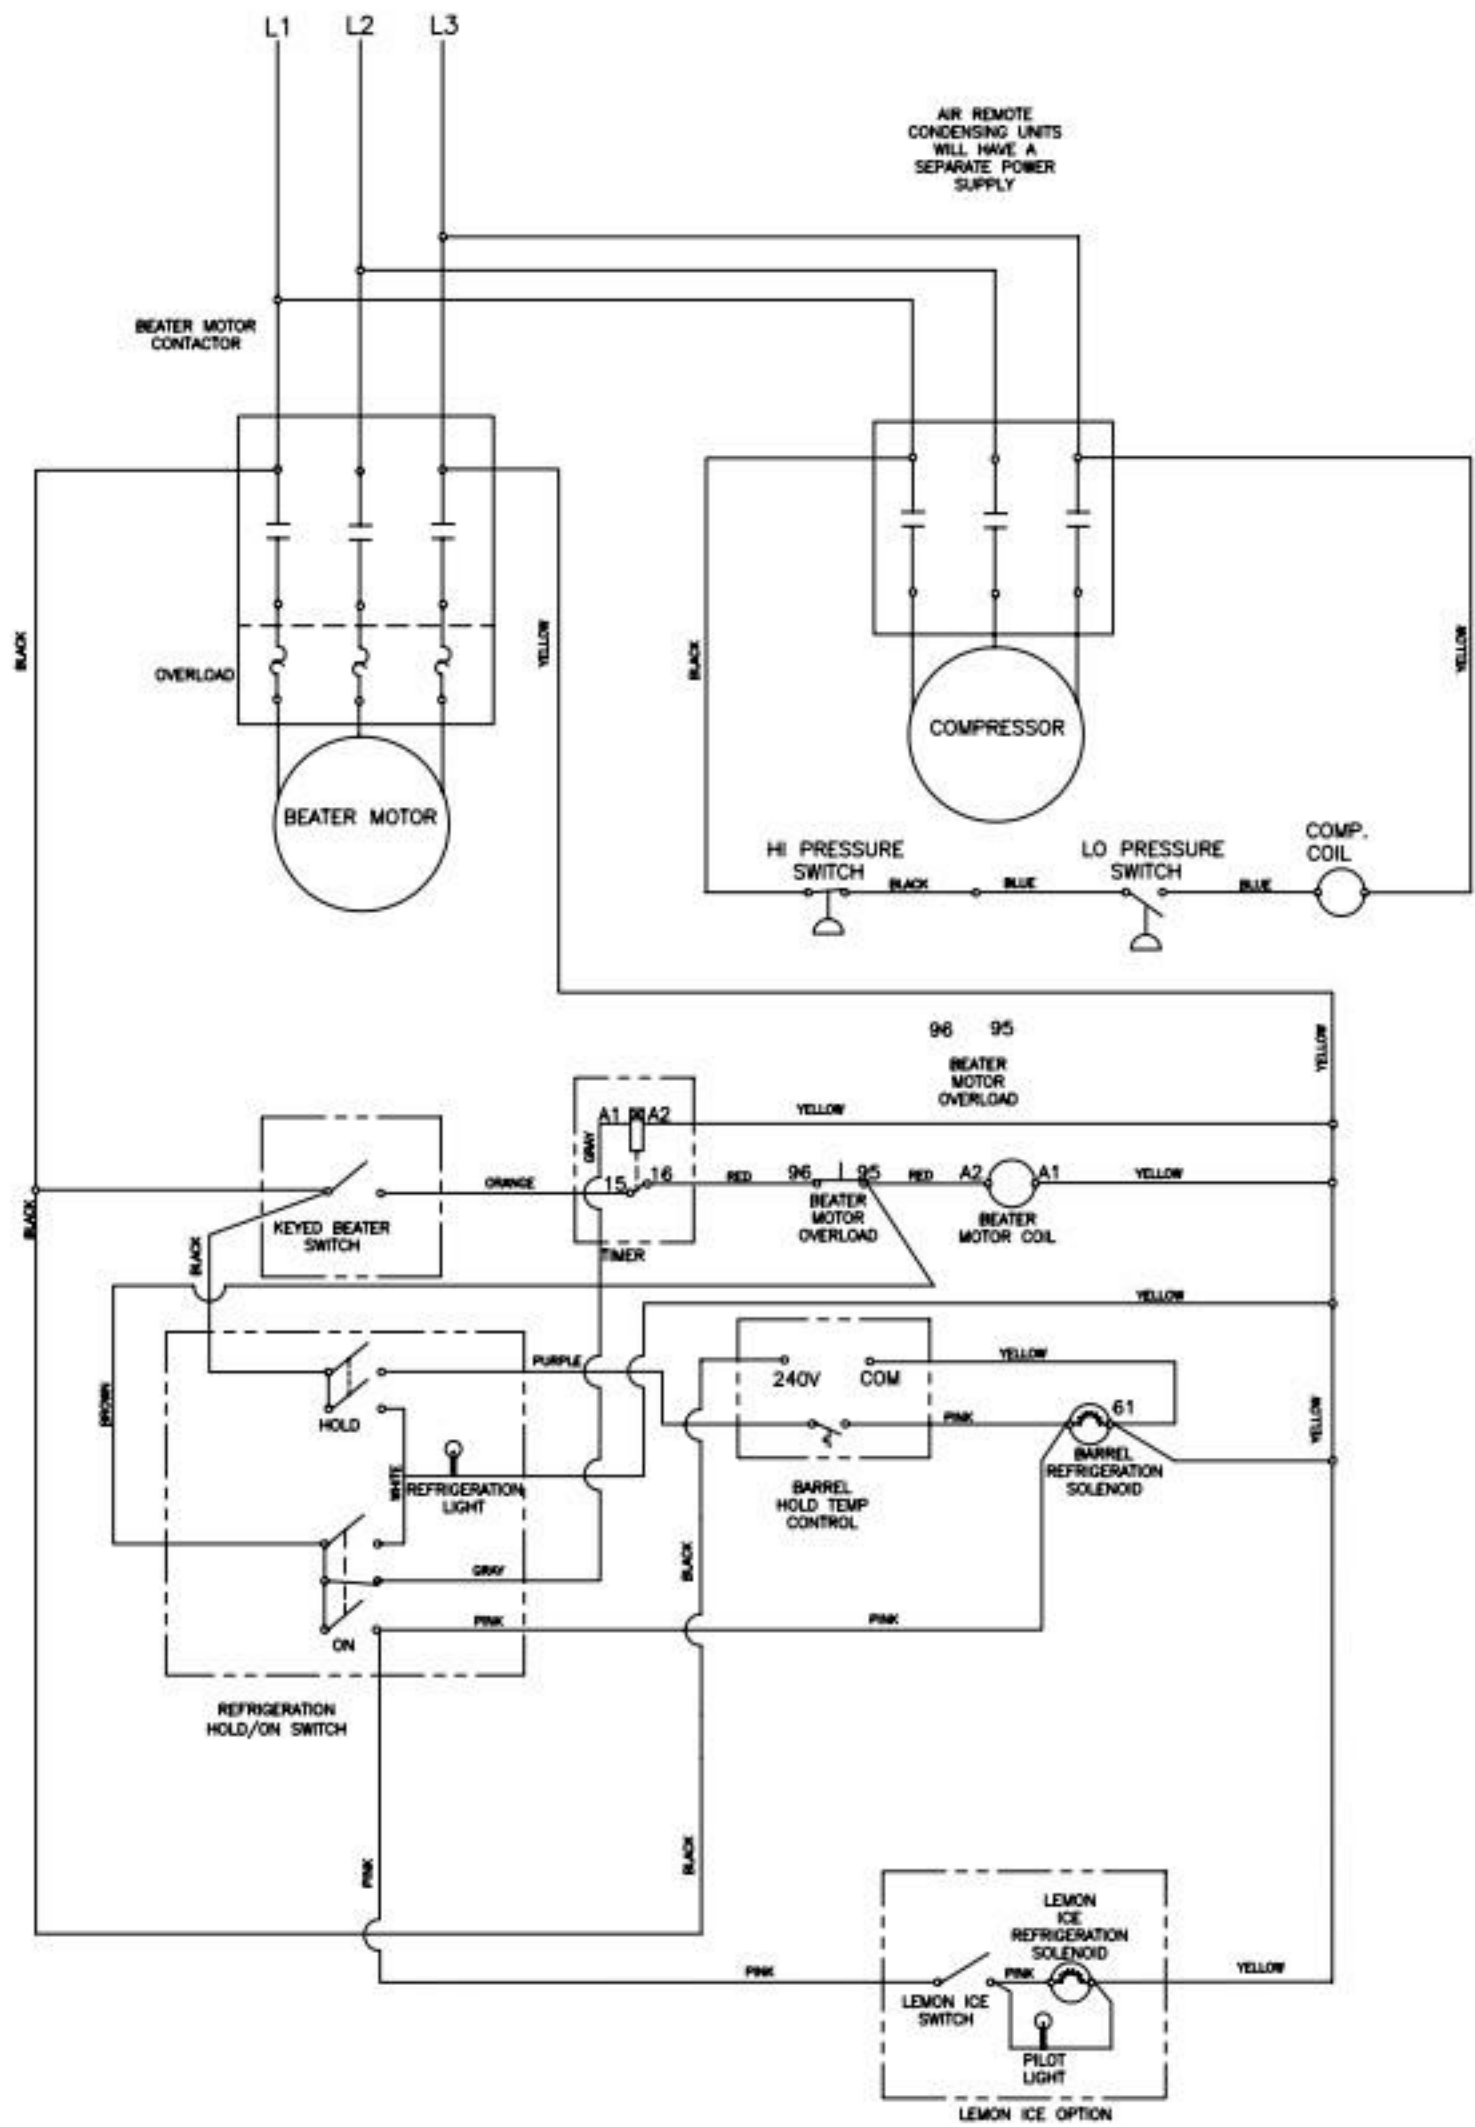 L1 L2 L3
AIR REMOTE
CONDENSING UNITS
WILL HAVE A
SEPARATE POWER
SUPPLY
BEATER MOTOR
CONTACTOR
BLACK
OVERLOAD
YELLOW
BLACK
YELLOW
BEATER MOTOR
COMPRESSOR
HI PRESSURE
SWITCH
BLACK
BLUE
LO PRESSURE
SWITCH
BLUE
COMP.
COIL
96 95
BEATER
MOTOR
OVERLOAD
YELLOW
A1 A2
YELLOW
GRAY
15 16
TIMER
ORANGE
KEYED BEATER
SWITCH
BLACK
BLACK
RED
96 95
BEATER
MOTOR
OVERLOAD
RED
A2 A1
BEATER
MOTOR COIL
YELLOW
YELLOW
PURPLE
240V COM
YELLOW
BROWN
HOLD
WHITE
REFRIGERATION
LIGHT
PINK
61
BARREL
REFRIGERATION
SOLENOID
YELLOW
BARREL
HOLD TEMP
CONTROL
BLACK
GRAY
PINK
PINK
ON
REFRIGERATION
HOLD/ON SWITCH
PINK
BLACK
PINK
LEMON
ICE
REFRIGERATION
SOLENOID
PINK
YELLOW
LEMON ICE
SWITCH
PILOT
LIGHT
LEMON ICE OPTION